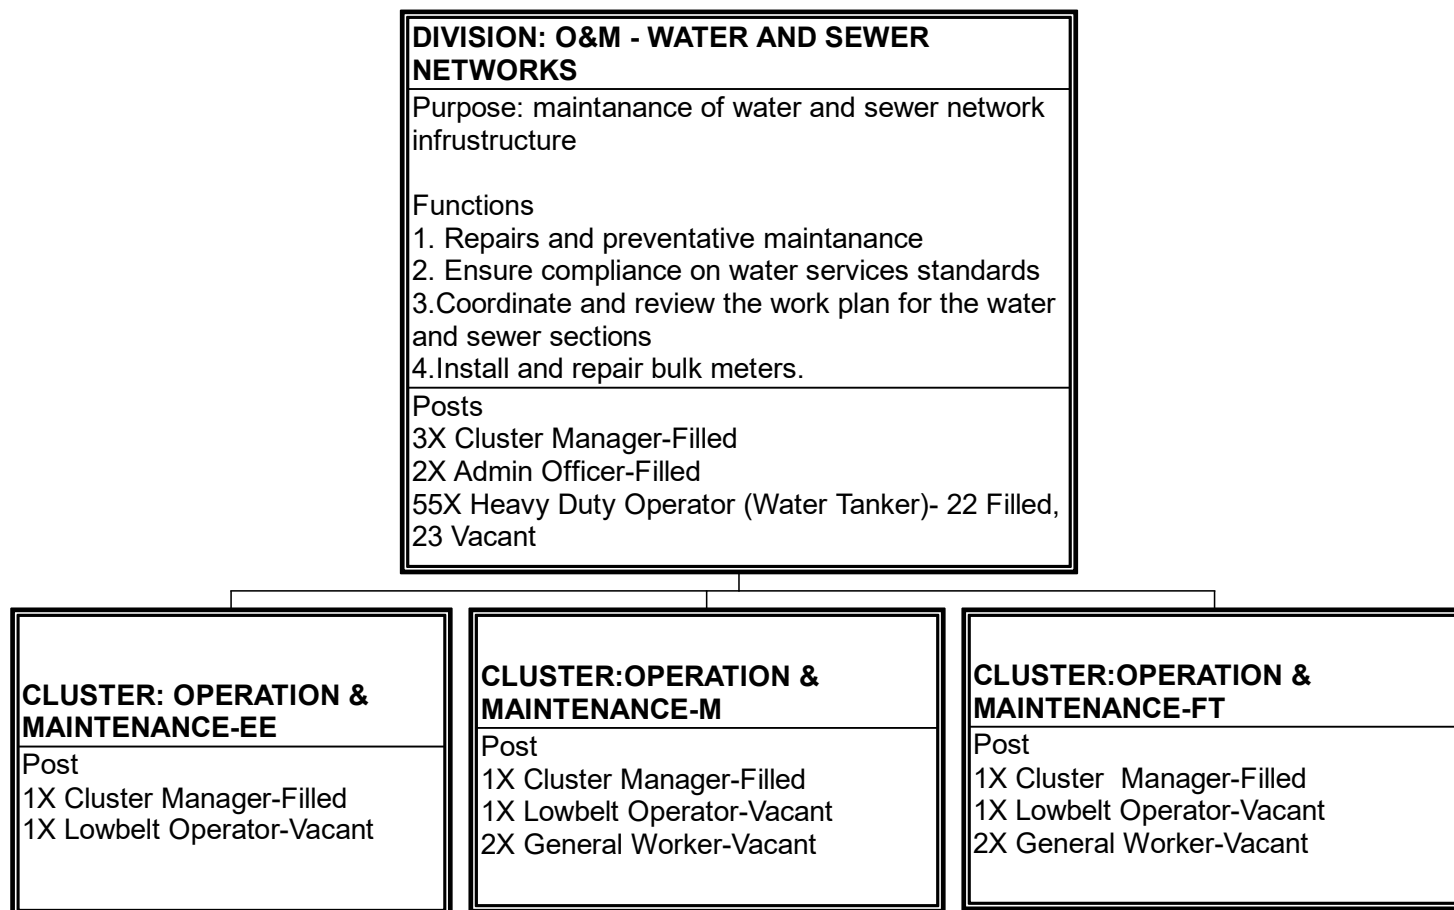 DIVISION: O&M - WATER AND SEWER
NETWORKS
Purpose: maintanance of water and sewer network
infrustructure
Functions
1. Repairs and preventative maintanance
2. Ensure compliance on water services standards
3.Coordinate and review the work plan for the water
and sewer sections
4.Install and repair bulk meters.
Posts
3X Cluster Manager-Filled
2X Admin Officer-Filled
55X Heavy Duty Operator (Water Tanker)- 22 Filled,
23 Vacant
CLUSTER: OPERATION &
MAINTENANCE-EE
Post
1X Cluster Manager-Filled
1X Lowbelt Operator-Vacant
CLUSTER:OPERATION &
MAINTENANCE-M
Post
1X Cluster Manager-Filled
1X Lowbelt Operator-Vacant
2X General Worker-Vacant
CLUSTER:OPERATION &
MAINTENANCE-FT
Post
1X Cluster  Manager-Filled
1X Lowbelt Operator-Vacant
2X General Worker-Vacant